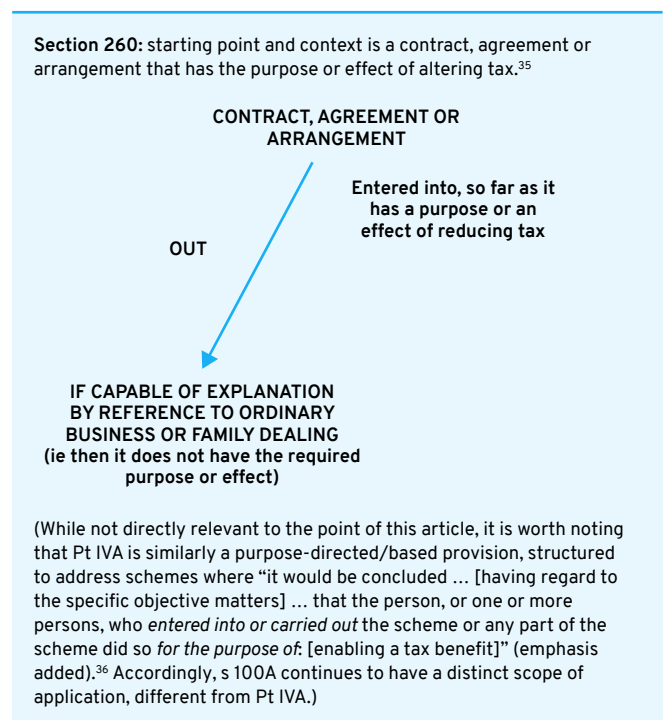 Section 260: starting point and context is a contract, agreement or
arrangement that has the purpose or effect of altering tax.35
CONTRACT, AGREEMENT OR
ARRANGEMENT
Entered into, so far as it
has a purpose or an
effect of reducing tax
OUT
IF CAPABLE OF EXPLANATION
BY REFERENCE TO ORDINARY
BUSINESS OR FAMILY DEALING
(ie then it does not have the required
purpose or effect)
(While not directly relevant to the point of this article, it is worth noting
that Pt IVA is similarly a purpose-directed/based provision, structured
to address schemes where “it would be concluded … [having regard to
the specific objective matters] … that the person, or one or more
persons, who entered into or carried out the scheme or any part of the
scheme did so for the purpose of: [enabling a tax benefit]” (emphasis
added).36 Accordingly, s 100A continues to have a distinct scope of
application, different from Pt IVA.)